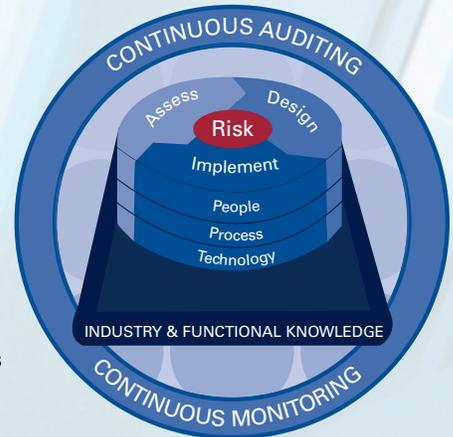 CONTINUOUS AUDITING
Assess
Design
Risk
Implement
People
Process
Technology
INDUSTRY & FUNCTIONAL KNOWLEDGE
CONTINUOUS MONITORING